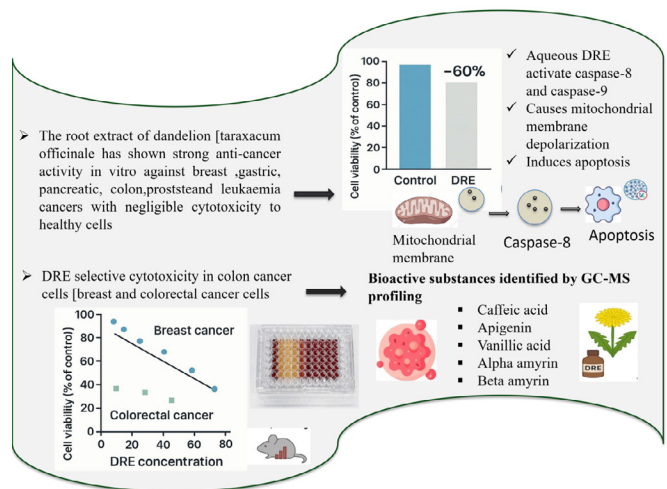 The root extract of dandelion [taraxacum
officinale has shown strong anti-cancer
activity in vitro against breast ,gastric,
pancreatic, colon,proststeand leukaemia
cancers with negligible cytotoxicity to
healthy cells
Cell viability (% of control))
100
80
60
40
20
0
−60%
Control
DRE
✓ Aqueous DRE
activate caspase-8
and caspase-9
✓ Causes mitochondrial
membrane
depolarization
✓ Induces apoptosis
Mitochondrial
membrane
Caspase-8
Apoptosis
DRE selective cytotoxicity in colon cancer
cells [breast and colorectal cancer cells
Cell viability (% of control)
100
80
60
40
20
0
Breast cancer
Colorectal cancer
0
20
40
60
80
DRE concentration
Bioactive substances identified by GC-MS
profiling
▪ Caffeic acid
▪ Apigenin
▪ Vanillic acid
▪ Alpha amyrin
▪ Beta amyrin
DRE